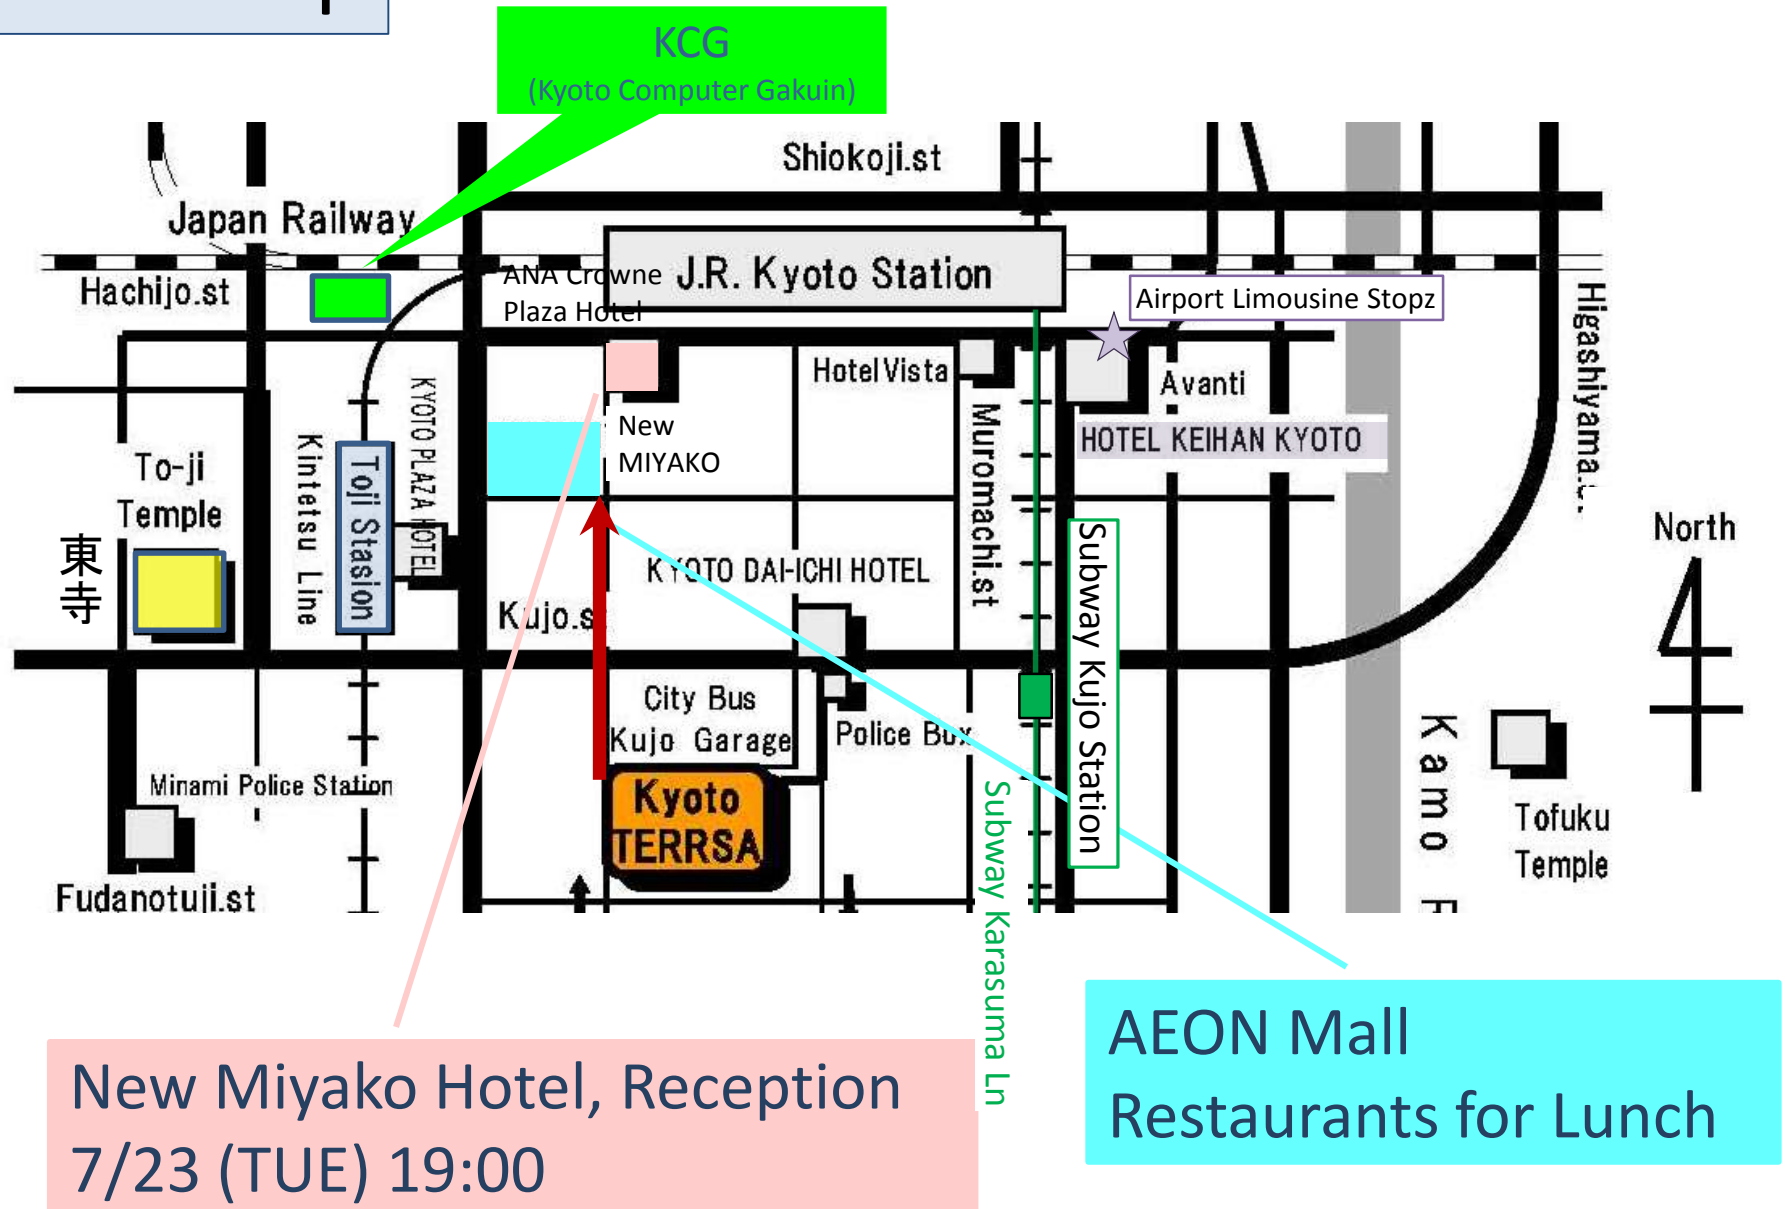 KCG
(Kyoto Computer Gakuin)
Shiokoji.st
Japan Railway
Hachijo.st
ANA Crowne
Plaza Hotel
J.R. Kyoto Station
Airport Limousine Stopz
Higashiyama.
Hotel Vista
Avanti
HOTEL KEIHAN KYOTO
New
MIYAKO
KYOTO PLAZA HOTEL
Kintetsu Line
Toji Stasion
To-ji
Temple
東寺
Muromachi.st
KYOTO DAI-ICHI HOTEL
Kujo.s
Subway Kujo Station
North
City Bus
Kujo Garage
Police Box
Kyoto
TERRSA
Minami Police Station
Fudanotuji.st
Subway Karasuma Ln
Kamo
Tofuku
Temple
New Miyako Hotel, Reception
7/23 (TUE) 19:00
AEON Mall
Restaurants for Lunch